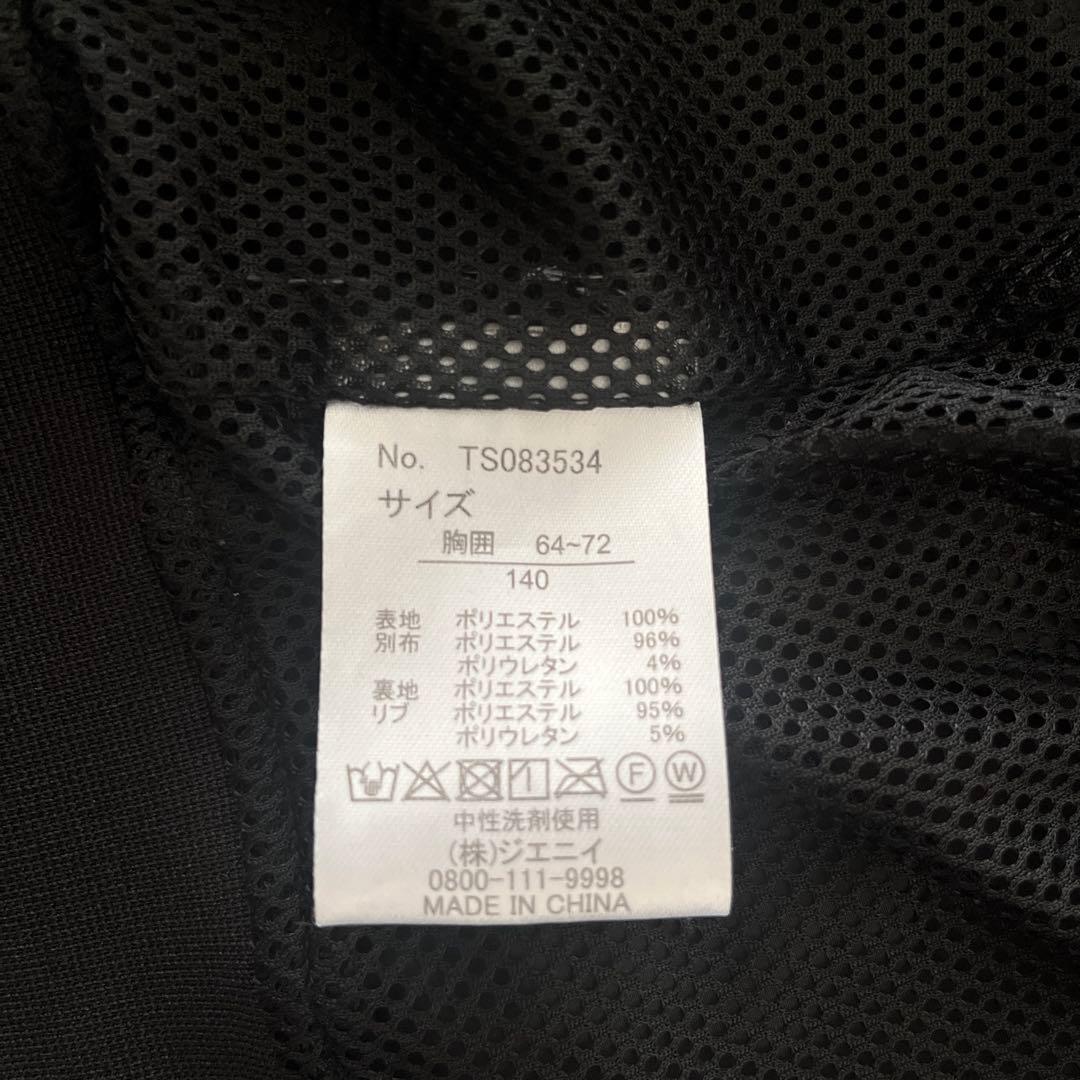 No. TS083534
サイズ
胸囲 64~72
140
表地 ポリエステル 100%
別布 ポリエステル 96%
ポリウレタン 4%
裏地 ポリエステル 100%
リブ ポリエステル 95%
ポリウレタン 5%
F W
中性洗剤使用
(株)ジエニイ
0800-111-9998
MADE IN CHINA